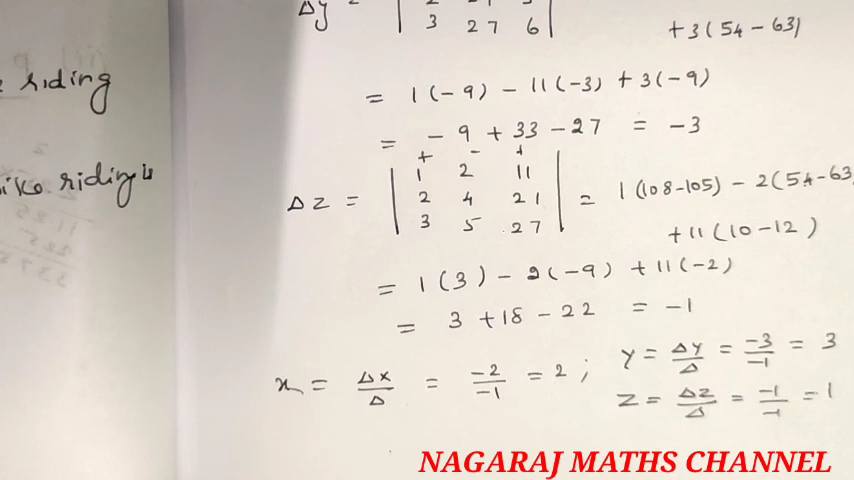 Δy =
3 27 6
+3(54-63)
riding
= 1(-9) - 11(-3) + 3(-9)
= -9 + 33 - 27 = -3
riding is
+ - +
1 2 11
Δz = 2 4 21 = 1(108-105) - 2(54-63
3 5 27
+11(10-12)
= 1(3) - 2(-9) + 11(-2)
= 3 + 18 - 22 = -1
x = Δx/Δ = -2/-1 = 2; y = Δy/Δ = -3/-1 = 3
z = Δz/Δ = -1/-1 = 1
NAGARAJ MATHS CHANNEL